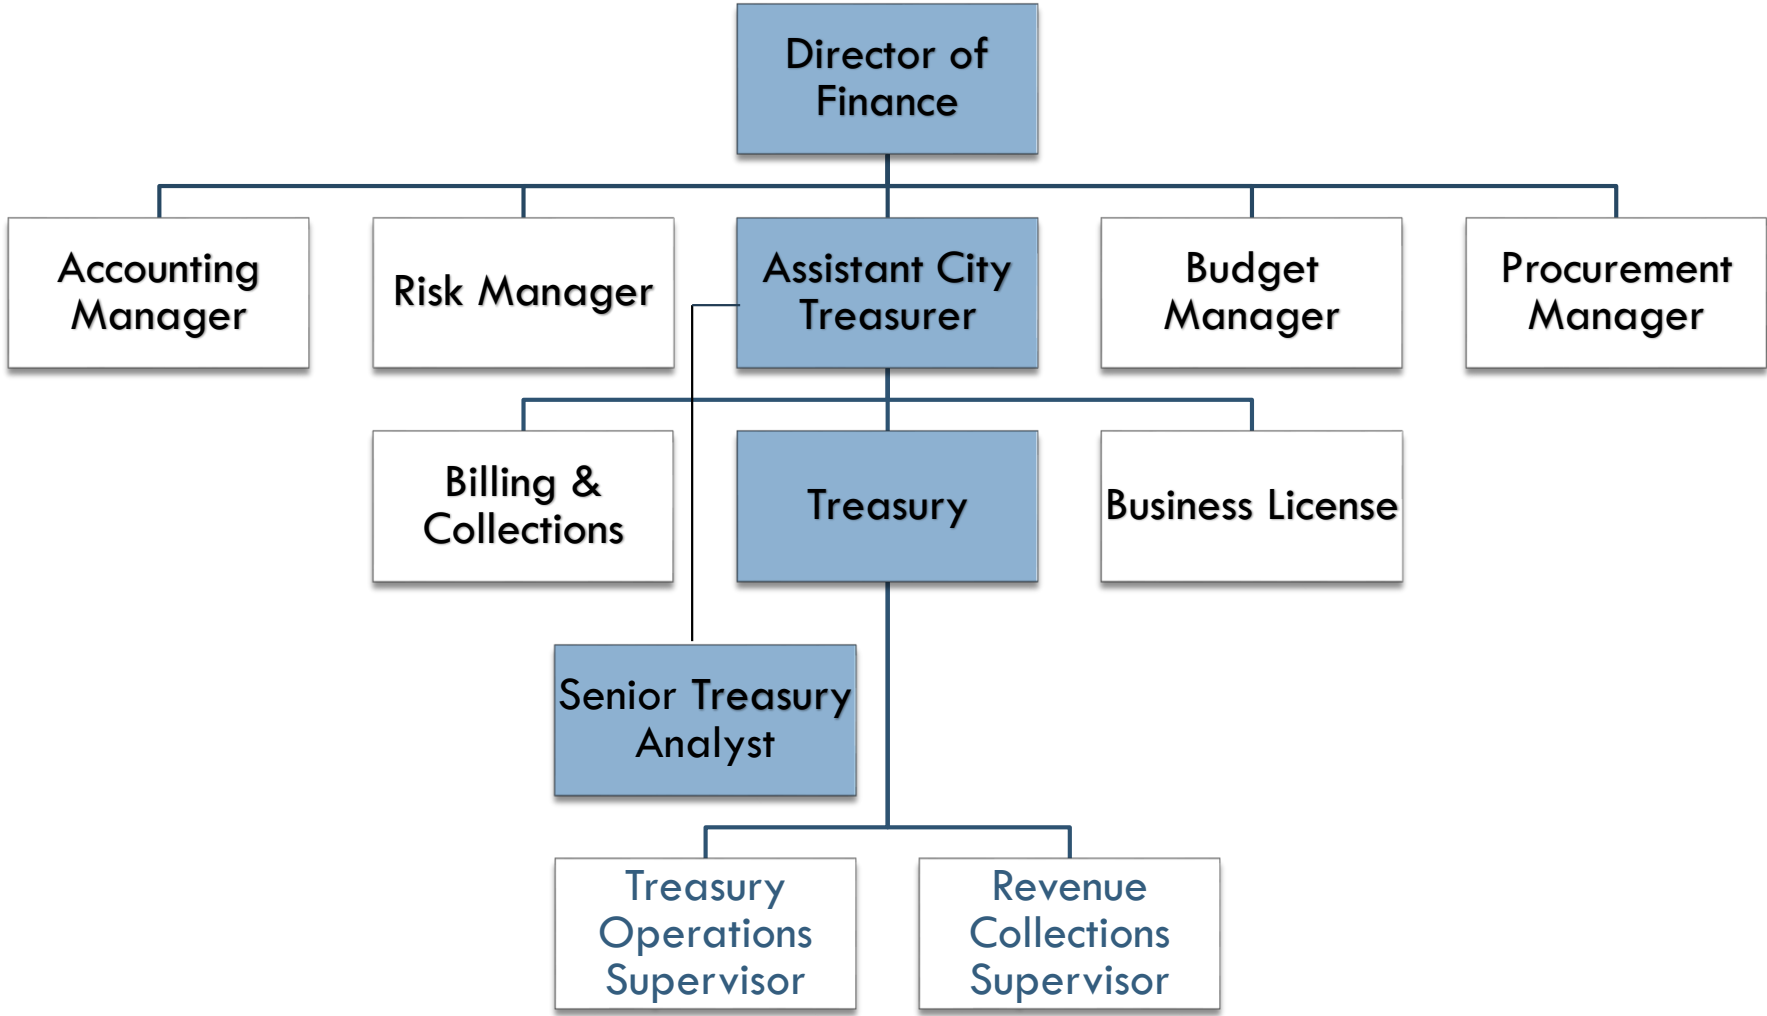 Director of
Finance
Accounting
Manager
Risk Manager
Assistant City
Treasurer
Budget
Manager
Procurement
Manager
Billing &
Collections
Treasury
Business License
Senior Treasury
Analyst
Treasury
Operations
Supervisor
Revenue
Collections
Supervisor